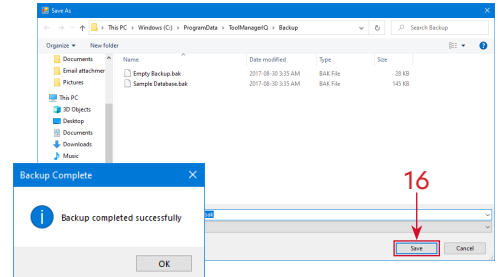 Save As
This PC › Windows (C:) › ProgramData › ToolManagerIQ › Backup
Search Backup
Organize
New folder
Documents
Email attachmer
Pictures
This PC
3D Objects
Desktop
Documents
Downloads
Music
Name Date modified Type Size
Empty Backup.bak 2017-08-30 3:35 AM BAK File 28 KB
Sample Database.bak 2017-08-30 3:35 AM BAK File 145 KB
Backup Complete
Backup completed successfully
OK
bak
16
Save
Cancel